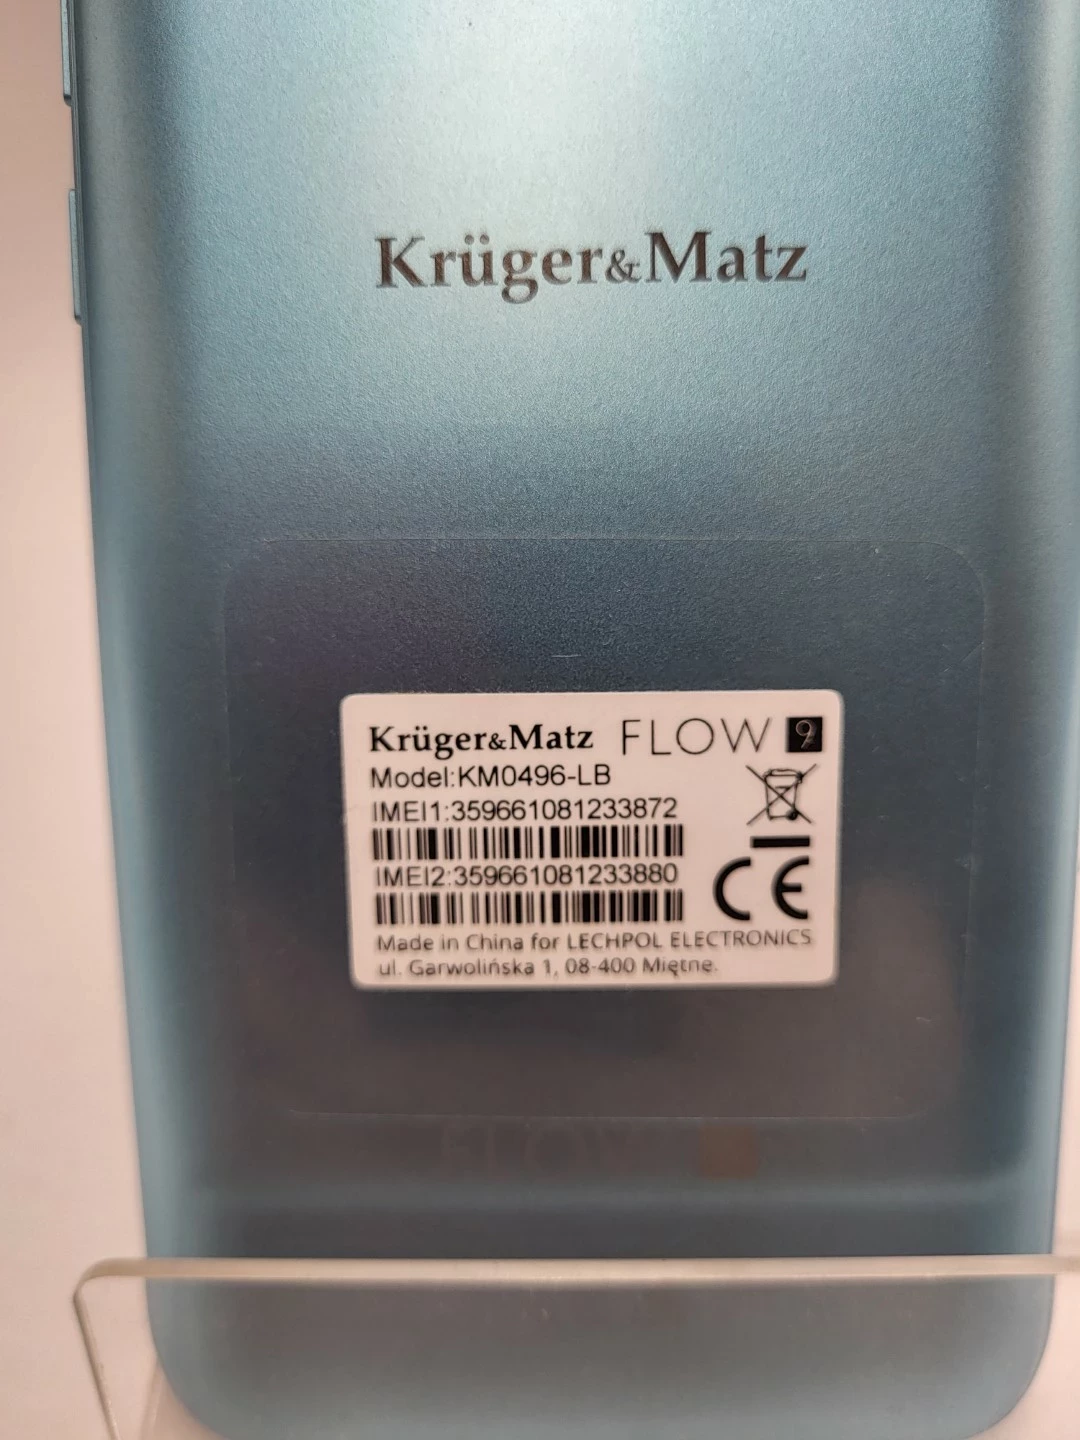 Krüger&Matz
Krüger&Matz FLOW 9
Model:KM0496-LB
IMEI1:359661081233872
IMEI2:359661081233880
CE
Made in China for LECHPOL ELECTRONICS
ul. Garwolińska 1, 08-400 Miętne.
FLOW